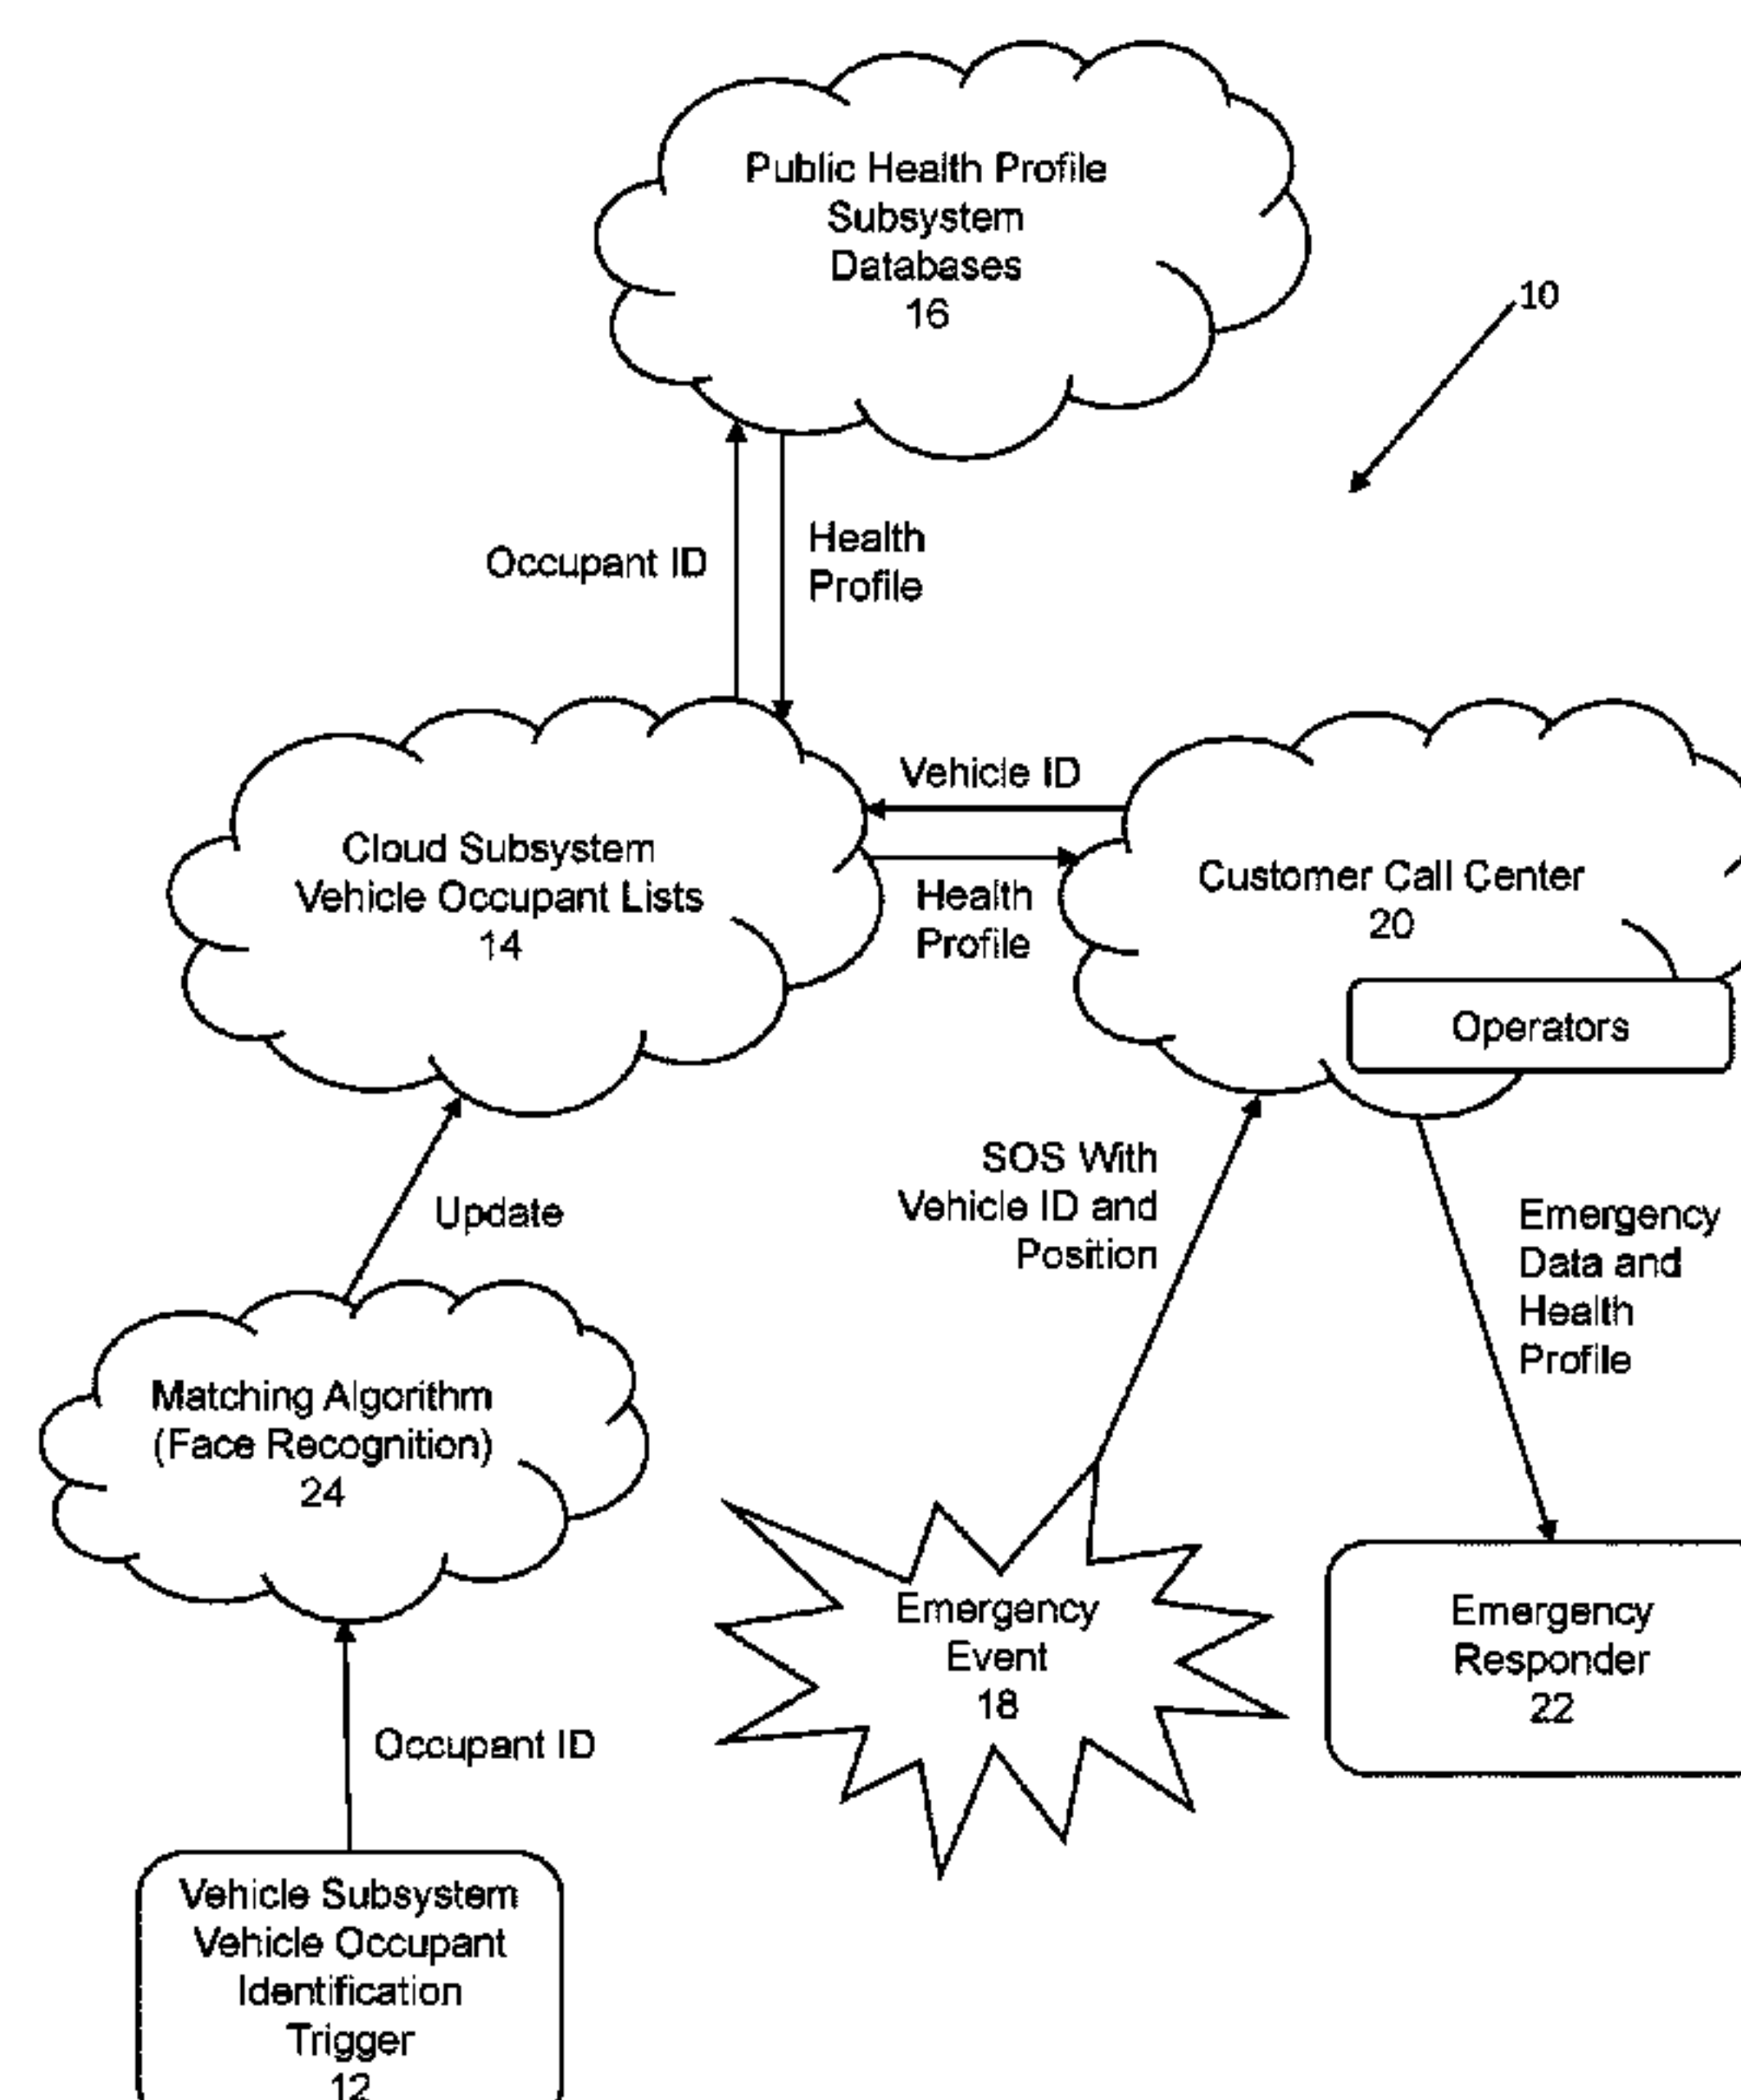 Public Health Profile
Subsystem
Databases
16
10
Occupant ID
Health
Profile
Vehicle ID
Cloud Subsystem
Vehicle Occupant Lists
14
Health
Profile
Customer Call Center
20
Operators
SOS With
Vehicle ID and
Position
Update
Emergency
Data and
Health
Profile
Matching Algorithm
(Face Recognition)
24
Emergency
Event
18
Emergency
Responder
22
Occupant ID
Vehicle Subsystem
Vehicle Occupant
Identification
Trigger
12